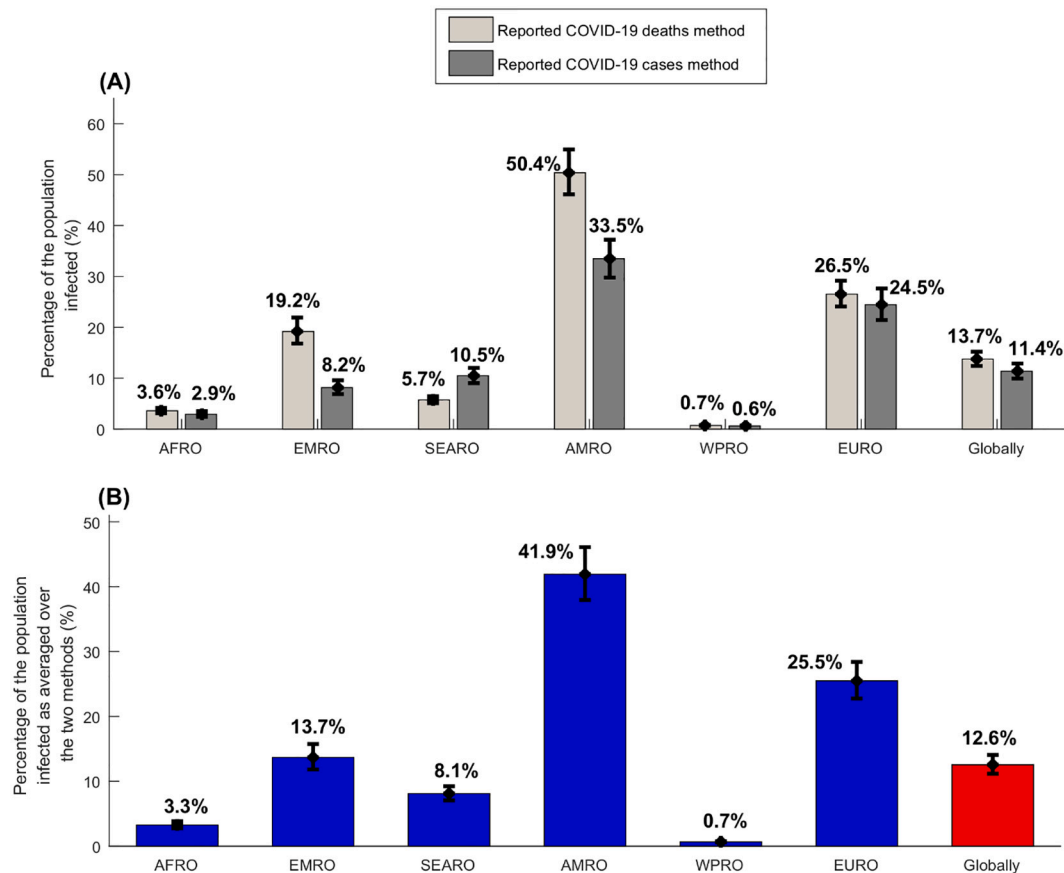 Reported COVID-19 deaths method
Reported COVID-19 cases method
(A)
Percentage of the population
infected (%)
60
50
40
30
20
10
0
3.6%
2.9%
19.2%
8.2%
5.7%
10.5%
50.4%
33.5%
0.7%
0.6%
26.5%
24.5%
13.7%
11.4%
AFRO
EMRO
SEARO
AMRO
WPRO
EURO
Globally
(B)
Percentage of the population
infected as averaged over
the two methods (%)
50
40
30
20
10
0
3.3%
13.7%
8.1%
41.9%
0.7%
25.5%
12.6%
AFRO
EMRO
SEARO
AMRO
WPRO
EURO
Globally